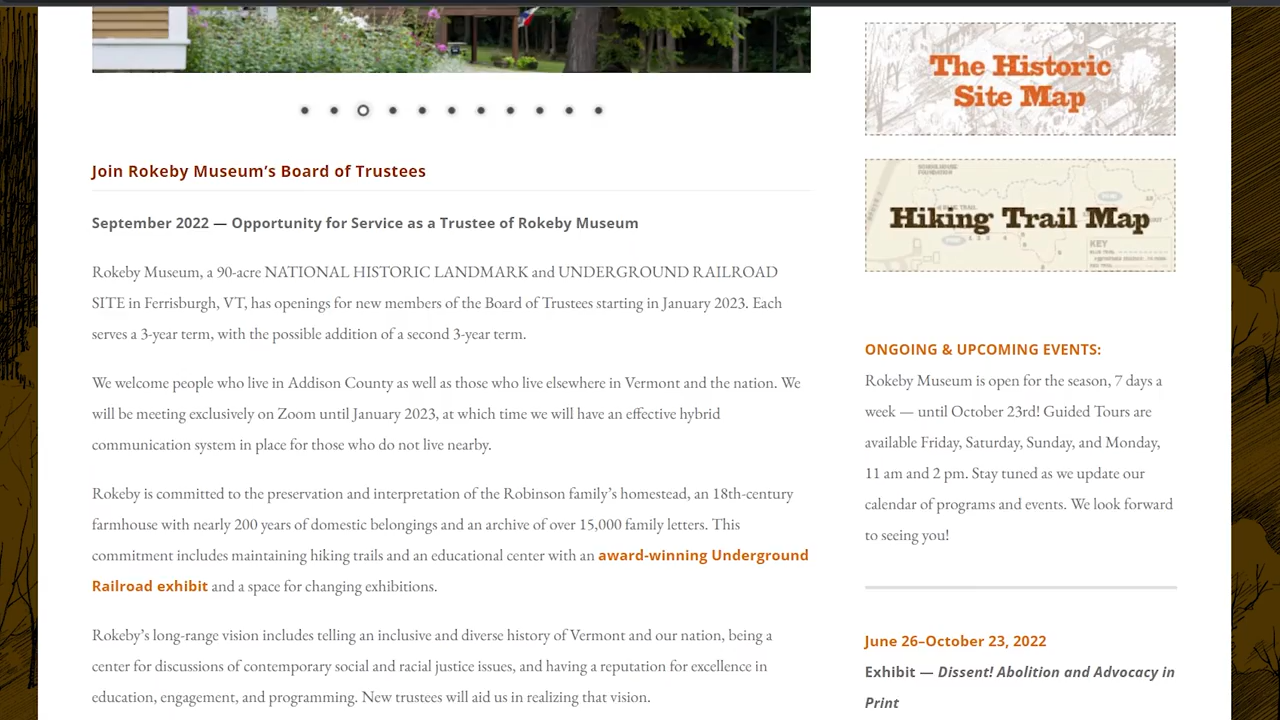 Join Rokeby Museum's Board of Trustees
September 2022 — Opportunity for Service as a Trustee of Rokeby Museum
Rokeby Museum, a 90-acre NATIONAL HISTORIC LANDMARK and UNDERGROUND RAILROAD
SITE in Ferrisburgh, VT, has openings for new members of the Board of Trustees starting in January 2023. Each
serves a 3-year term, with the possible addition of a second 3-year term.
We welcome people who live in Addison County as well as those who live elsewhere in Vermont and the nation. We
will be meeting exclusively on Zoom until January 2023, at which time we will have an effective hybrid
communication system in place for those who do not live nearby.
Rokeby is committed to the preservation and interpretation of the Robinson family's homestead, an 18th-century
farmhouse with nearly 200 years of domestic belongings and an archive of over 15,000 family letters. This
commitment includes maintaining hiking trails and an educational center with an award-winning Underground
Railroad exhibit and a space for changing exhibitions.
Rokeby's long-range vision includes telling an inclusive and diverse history of Vermont and our nation, being a
center for discussions of contemporary social and racial justice issues, and having a reputation for excellence in
education, engagement, and programming. New trustees will aid us in realizing that vision.
The Historic
Site Map
Hiking Trail Map
KEY
ONGOING & UPCOMING EVENTS:
Rokeby Museum is open for the season, 7 days a
week — until October 23rd! Guided Tours are
available Friday, Saturday, Sunday, and Monday,
11 am and 2 pm. Stay tuned as we update our
calendar of programs and events. We look forward
to seeing you!
June 26–October 23, 2022
Exhibit — Dissent! Abolition and Advocacy in
Print